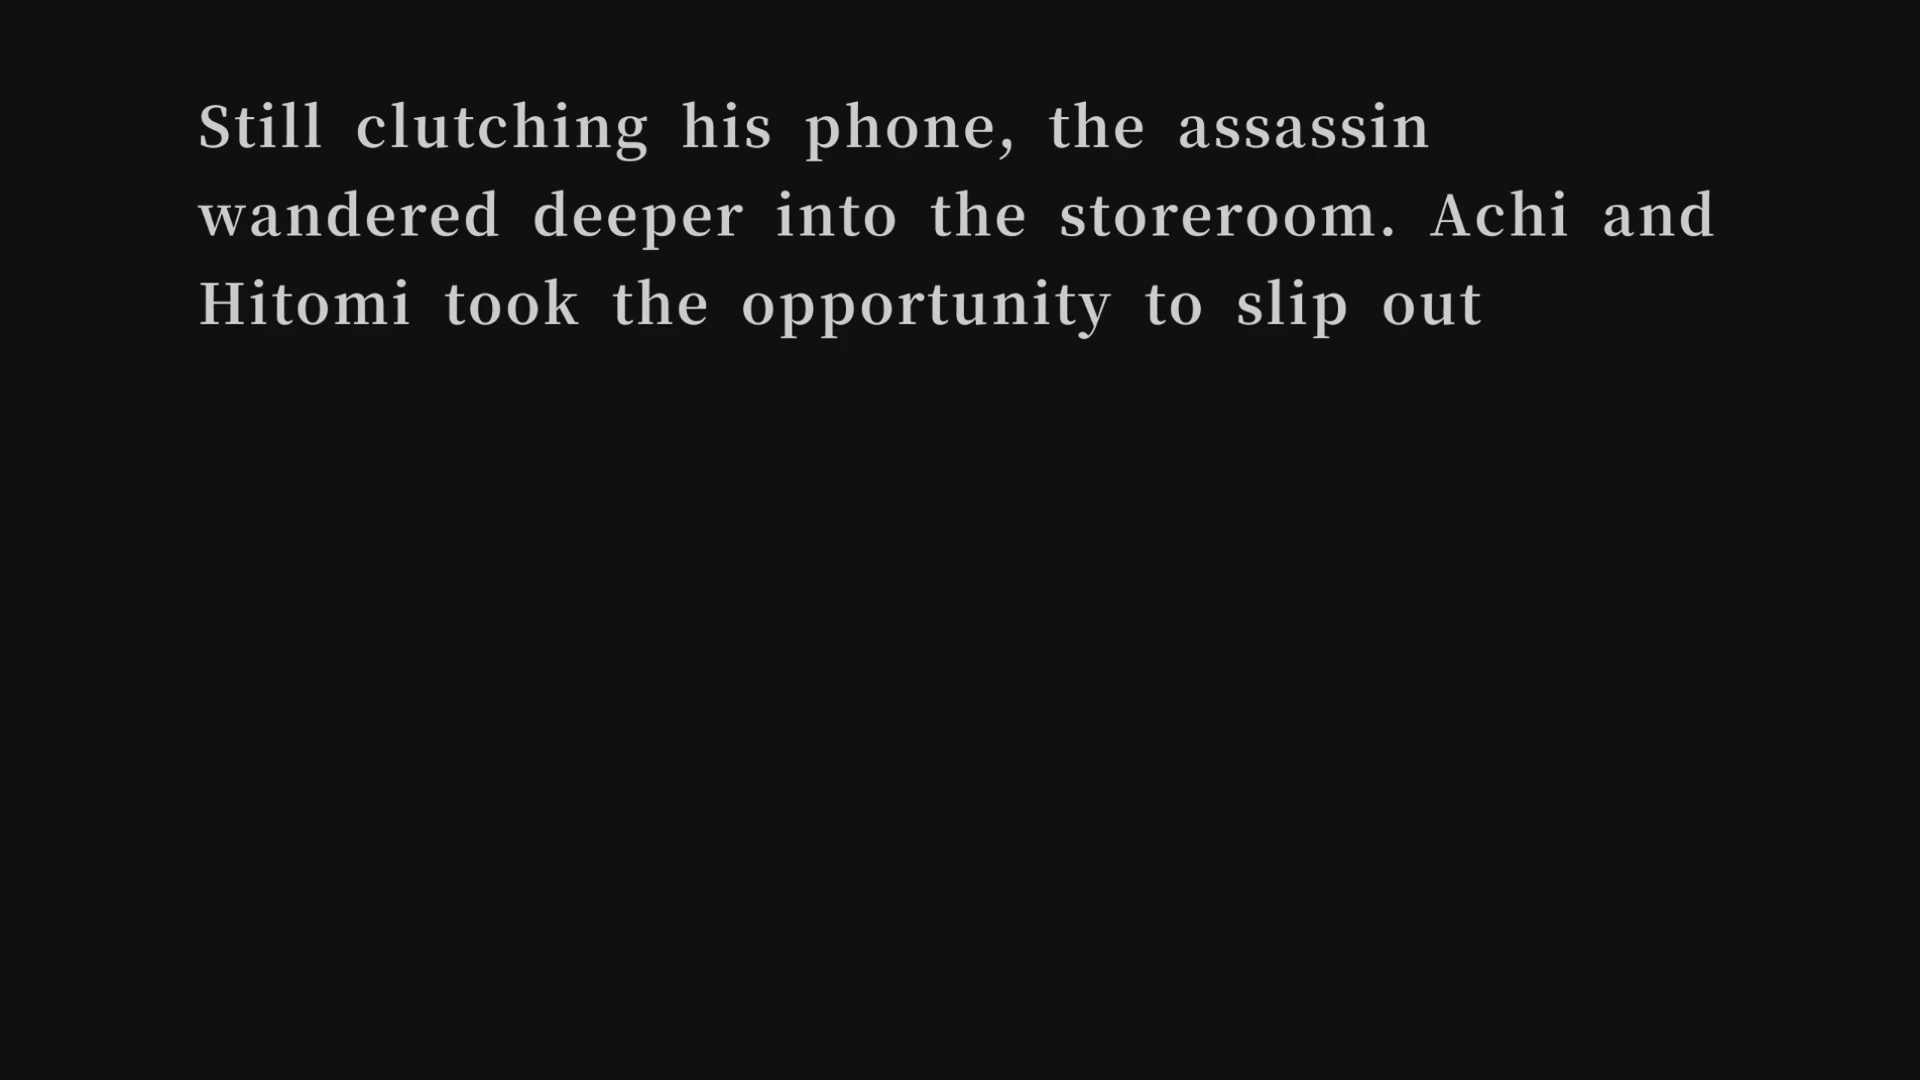 Still clutching his phone, the assassin
wandered deeper into the storeroom. Achi and
Hitomi took the opportunity to slip out